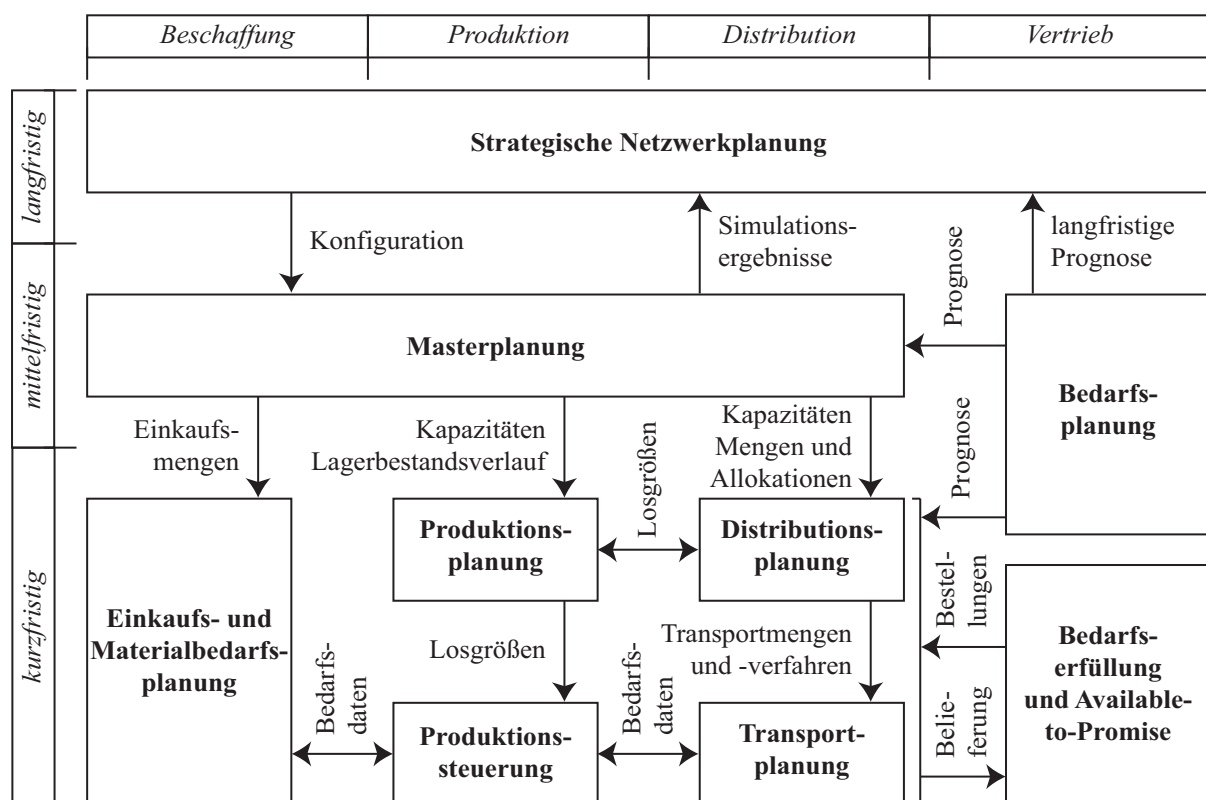 Beschaffung
Produktion
Distribution
Vertrieb
langfristig
Strategische Netzwerkplanung
Konfiguration
Simulations-
ergebnisse
langfristige
Prognose
mittelfristig
Masterplanung
Prognose
Bedarfs-
planung
Einkaufs-
mengen
Kapazitäten
Lagerbestandsverlauf
Kapazitäten
Mengen und
Allokationen
Prognose
kurzfristig
Einkaufs- und
Materialbedarfs-
planung
Produktions-
planung
Losgrößen
Distributions-
planung
Bestel-
lungen
Losgrößen
Transportmengen
und -verfahren
Bedarfs-
erfüllung
und Available-
to-Promise
Bedarfs-
daten
Produktions-
steuerung
Bedarfs-
daten
Transport-
planung
Belie-
ferung